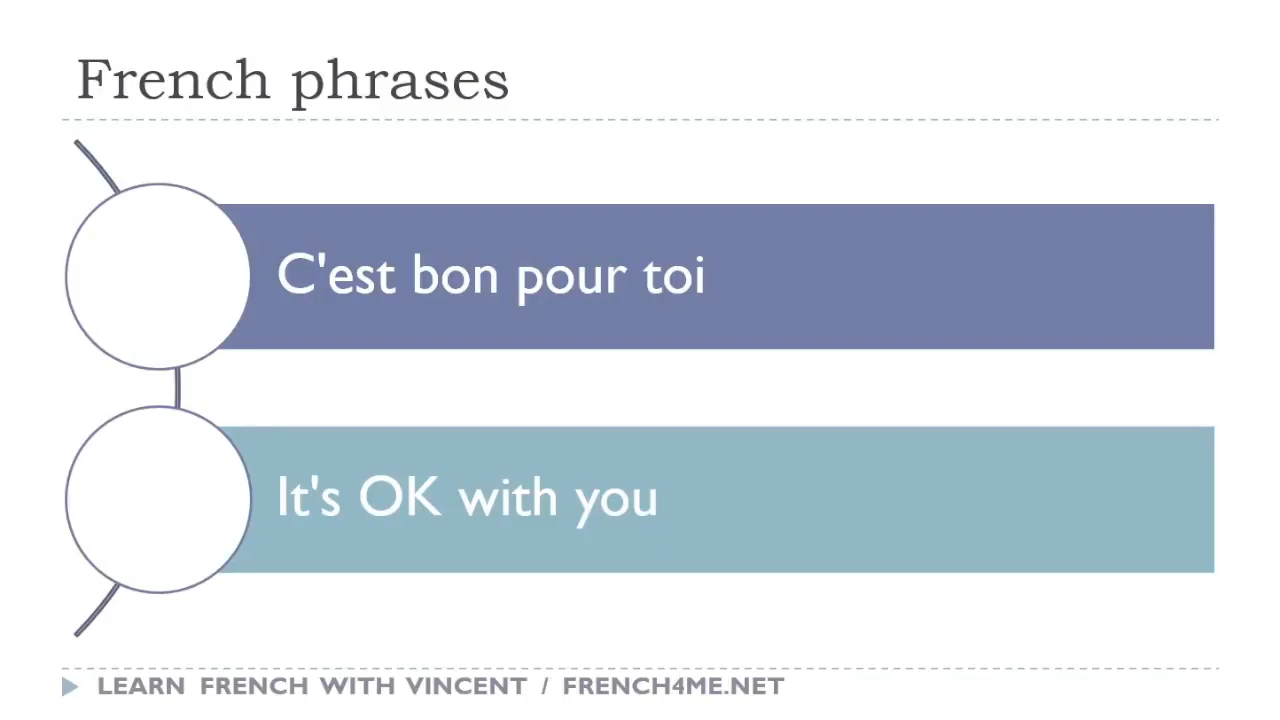 French phrases
C'est bon pour toi
It's OK with you
LEARN FRENCH WITH VINCENT / FRENCH4ME.NET